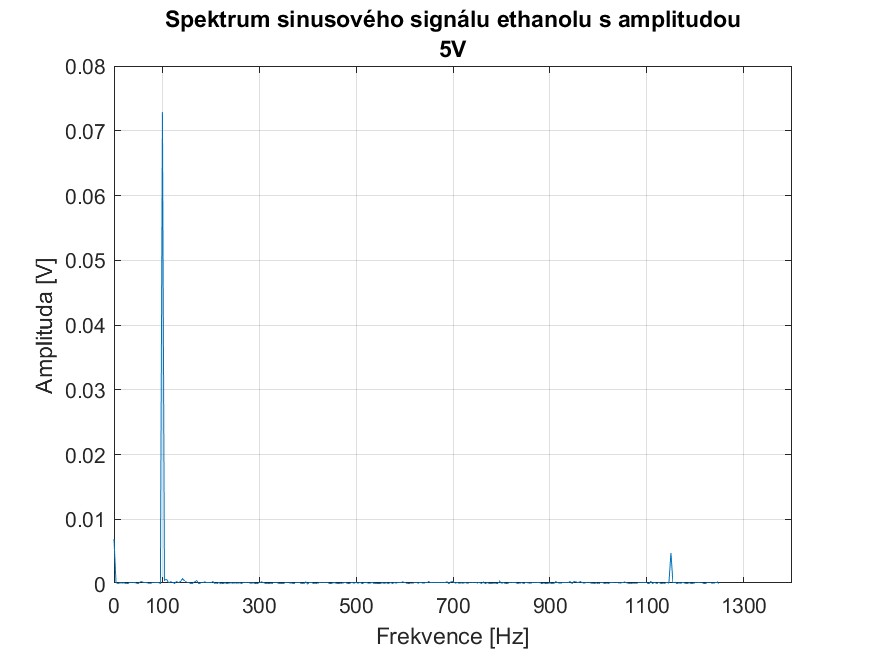 Spektrum sinusového signálu ethanolu s amplitudou
5V
0.08
0.07
0.06
0.05
0.04
0.03
0.02
0.01
0
Amplituda [V]
0 100 300 500 700 900 1100 1300
Frekvence [Hz]